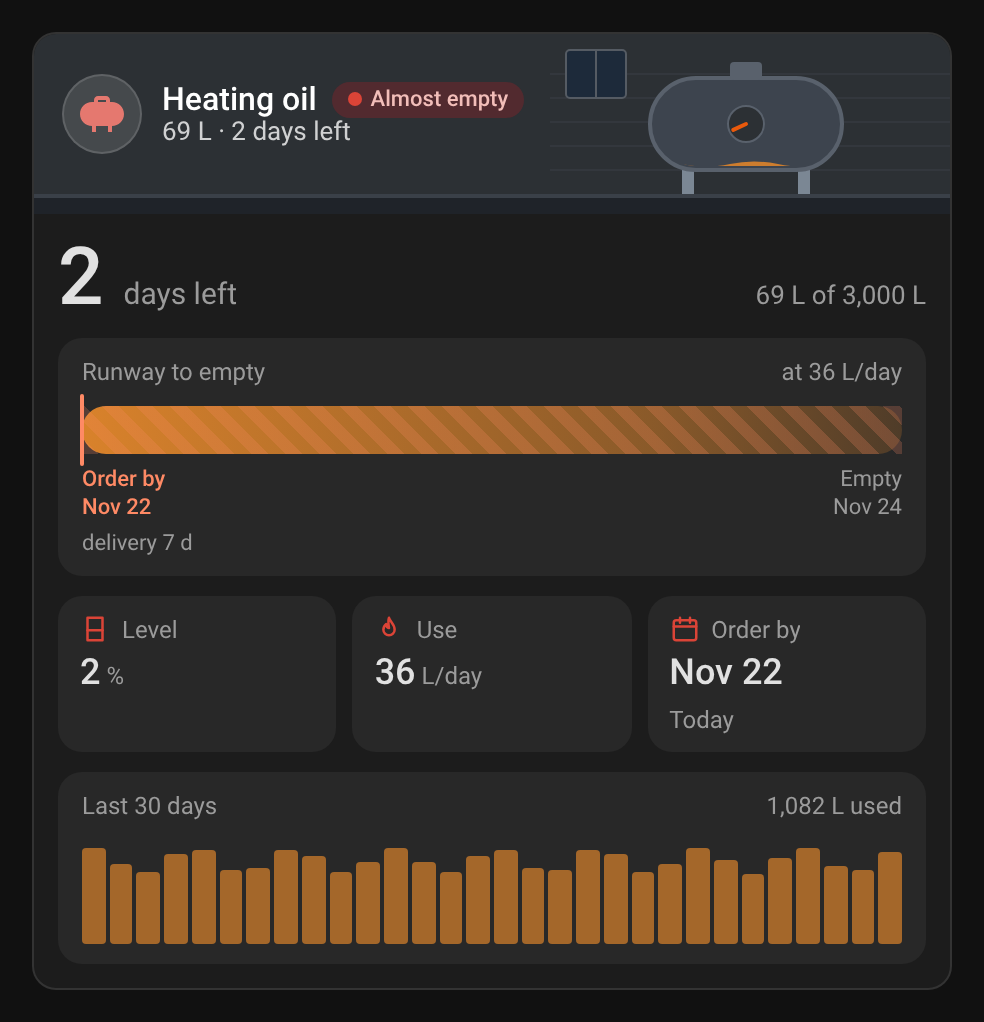 Heating oil
Almost empty
69 L · 2 days left
2 days left
69 L of 3,000 L
Runway to empty
at 36 L/day
Order by
Nov 22
delivery 7 d
Empty
Nov 24
Level
2 %
Use
36 L/day
Order by
Nov 22
Today
Last 30 days
1,082 L used